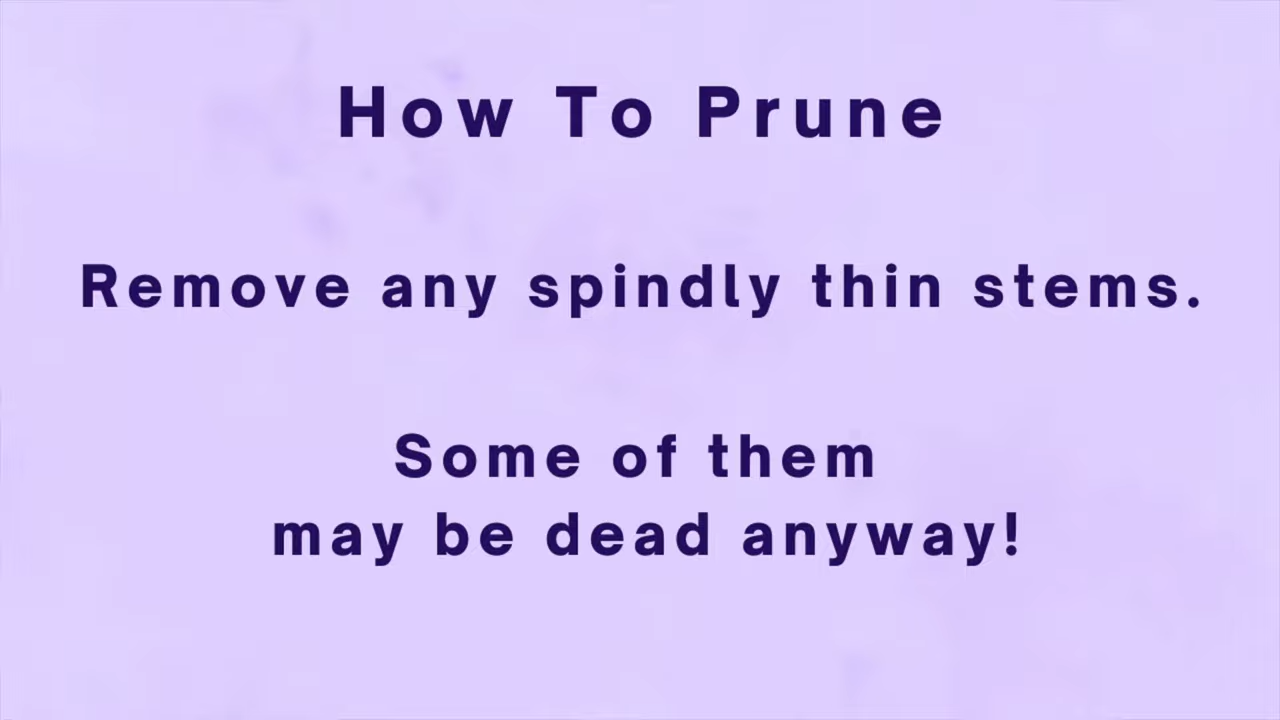 How To Prune
Remove any spindly thin stems.
Some of them
may be dead anyway!